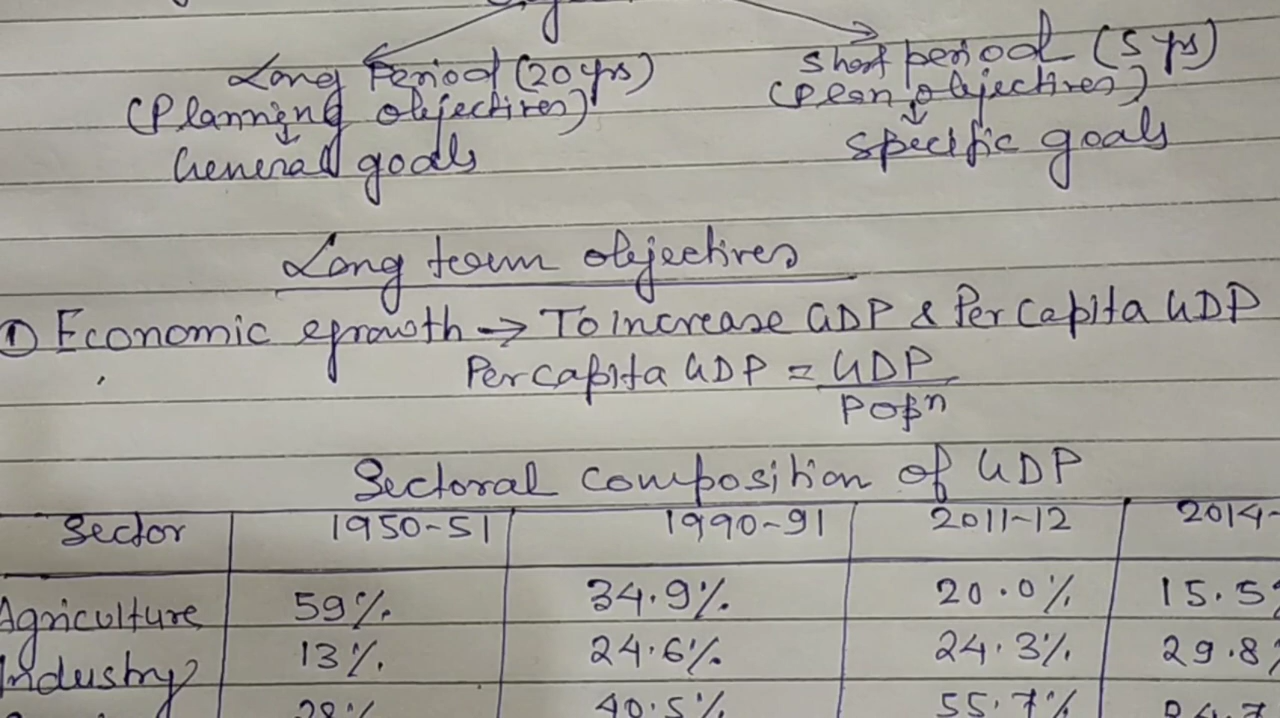 Long Period (20 yrs)
(Planning objectives)
General goals
Short period (5 yrs)
(Plan objectives)
Specific goals
Long term objectives
① Economic growth → To increase GDP & Per Capita GDP
Per capita GDP = GDP
Popⁿ
Sectoral composition of GDP
Sector 1950-51 1990-91 2011-12 2014-
Agriculture 59% 34.9% 20.0% 15.5%
Industry 13% 24.6% 24.3% 29.8%
28% 40.5% 55.7%